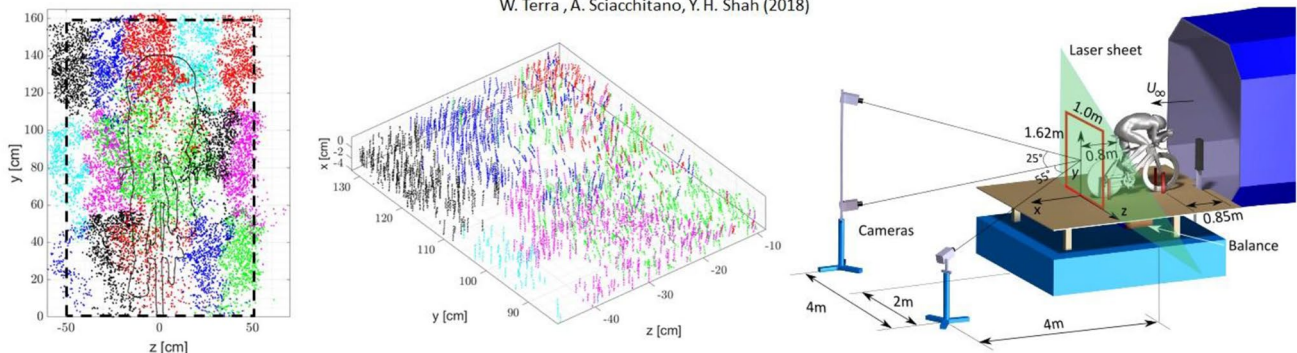 W. Terra , A. Sciacchitano, Y. H. Shah (2018)
160
140
120
100
80
60
40
20
0
y [cm]
-50
0
50
z [cm]
0
-2
-4
x [cm]
130
120
110
100
90
y [cm]
-10
-20
-30
-40
z [cm]
Laser sheet
U∞
1.0m
1.62m
0.8m
25°
55°
y
x
z
0.85m
Cameras
Balance
2m
4m
4m